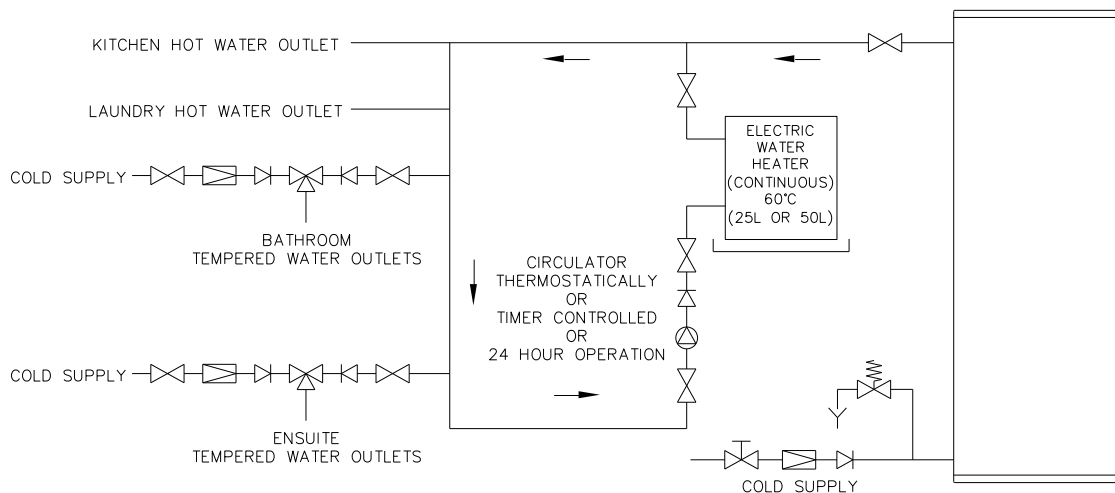 KITCHEN HOT WATER OUTLET
LAUNDRY HOT WATER OUTLET
ELECTRIC
WATER
HEATER
(CONTINUOUS)
60°C
(25L OR 50L)
COLD SUPPLY
BATHROOM
TEMPERED WATER OUTLETS
CIRCULATOR
THERMOSTATICALLY
OR
TIMER CONTROLLED
OR
24 HOUR OPERATION
COLD SUPPLY
ENSUITE
TEMPERED WATER OUTLETS
COLD SUPPLY